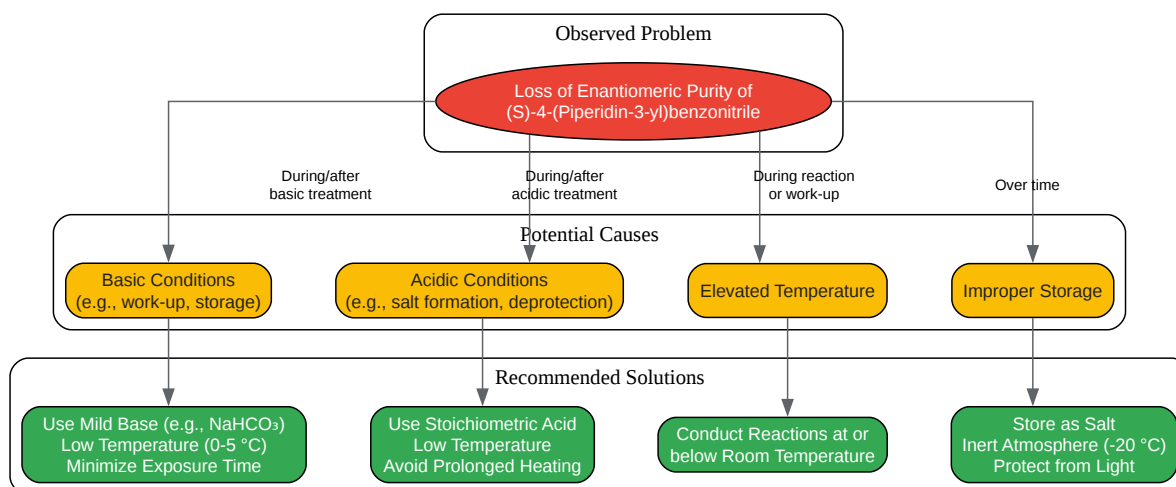 Observed Problem
Loss of Enantiomeric Purity of
(S)-4-(Piperidin-3-yl)benzonitrile
During/after
basic treatment
During/after
acidic treatment
During reaction
or work-up
Over time
Potential Causes
Basic Conditions
(e.g., work-up, storage)
Acidic Conditions
(e.g., salt formation, deprotection)
Elevated Temperature
Improper Storage
Recommended Solutions
Use Mild Base (e.g., NaHCO₃)
Low Temperature (0-5 °C)
Minimize Exposure Time
Use Stoichiometric Acid
Low Temperature
Avoid Prolonged Heating
Conduct Reactions at or
below Room Temperature
Store as Salt
Inert Atmosphere (-20 °C)
Protect from Light